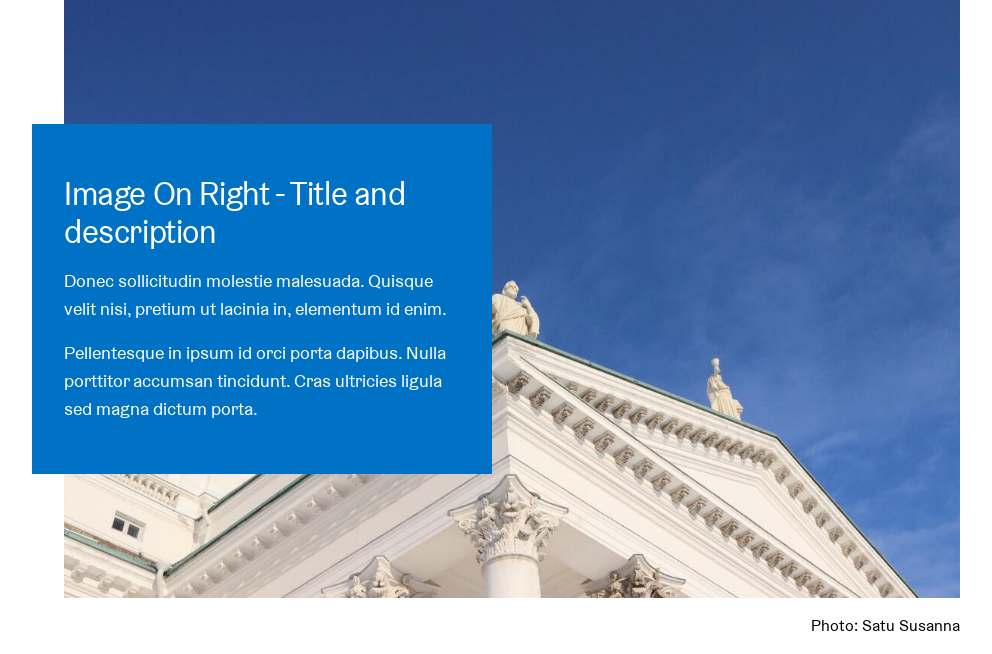 Image On Right - Title and
description
Donec sollicitudin molestie malesuada. Quisque
velit nisi, pretium ut lacinia in, elementum id enim.
Pellentesque in ipsum id orci porta dapibus. Nulla
porttitor accumsan tincidunt. Cras ultricies ligula
sed magna dictum porta.
Photo: Satu Susanna